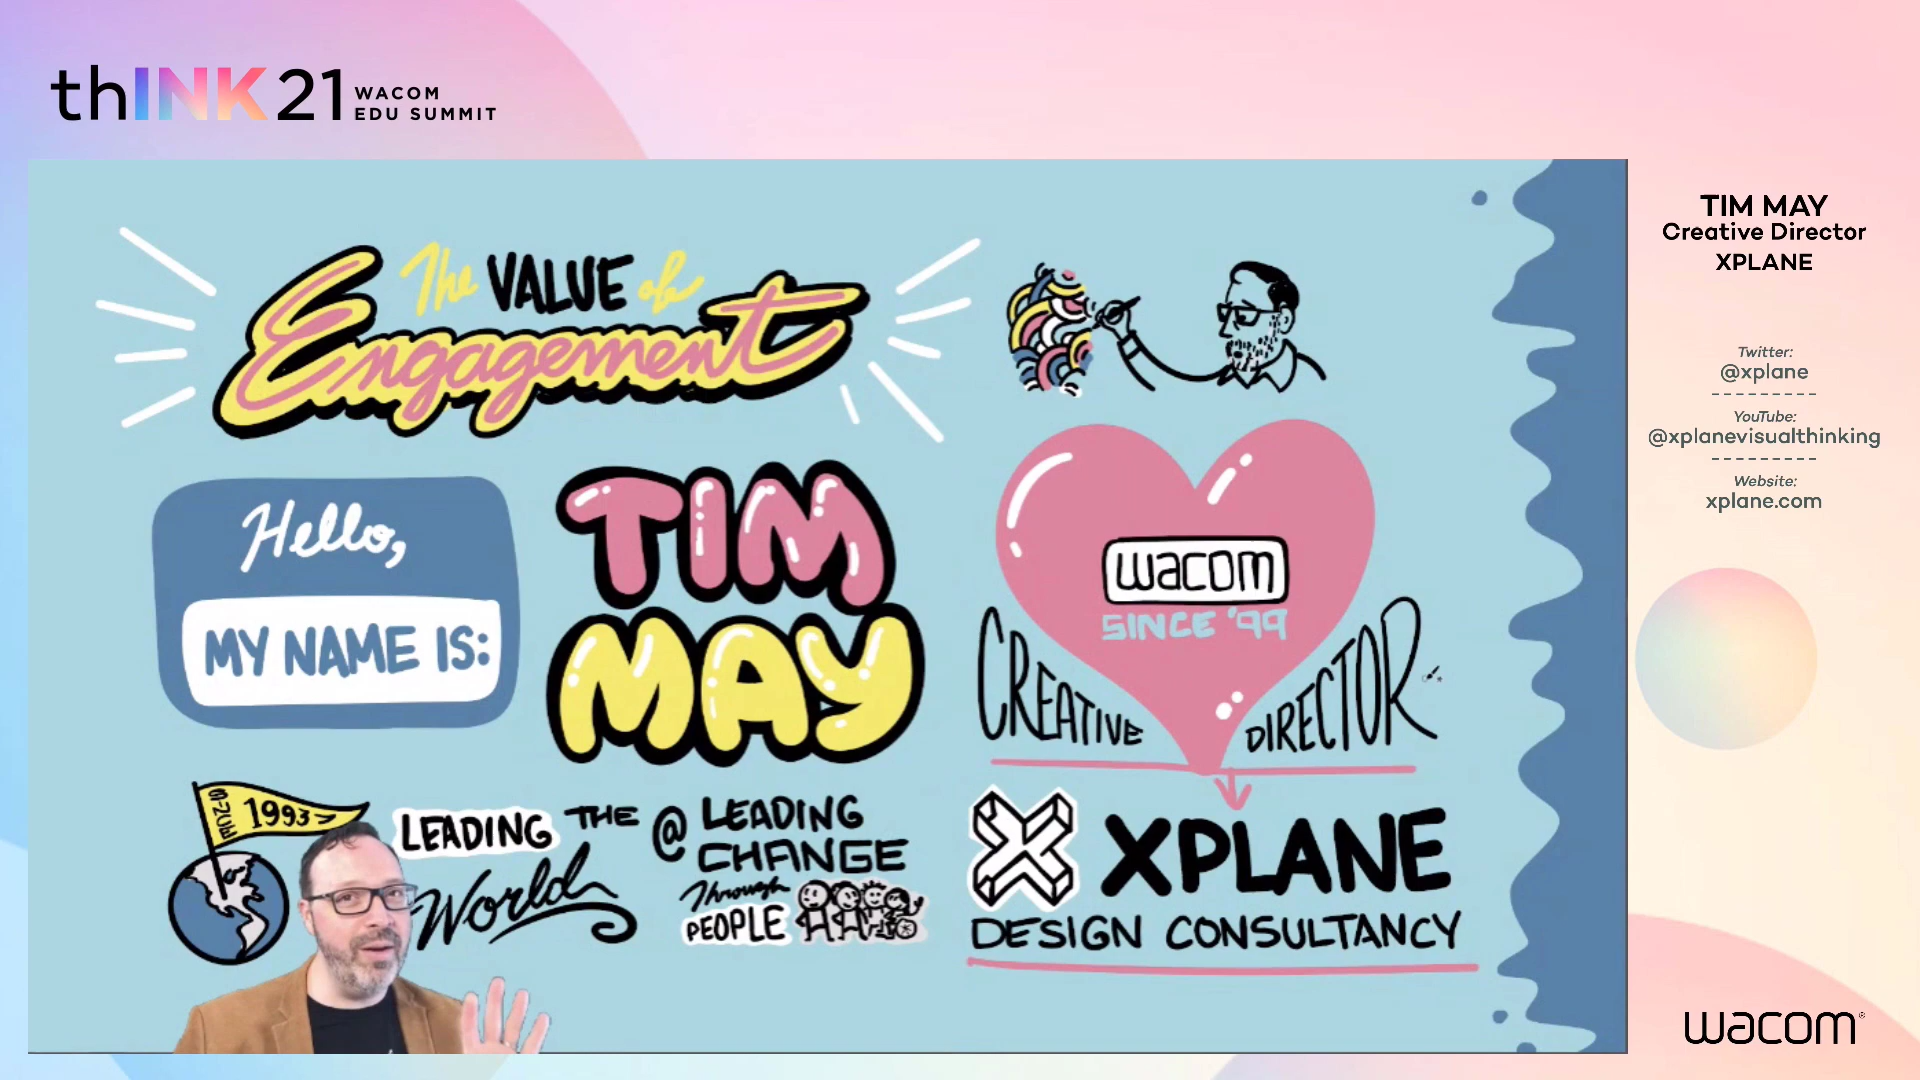 thINK21 WACOM
EDU SUMMIT
The VALUE of
Engagement
Hello,
MY NAME IS:
TIM
MAY
wacom
SINCE '99
CREATIVE DIRECTOR
SINCE 1993
LEADING THE
World
@ LEADING
CHANGE
Through
PEOPLE
XPLANE
DESIGN CONSULTANCY
TIM MAY
Creative Director
XPLANE
Twitter:
@xplane
YouTube:
@xplanevisualthinking
Website:
xplane.com
wacom®